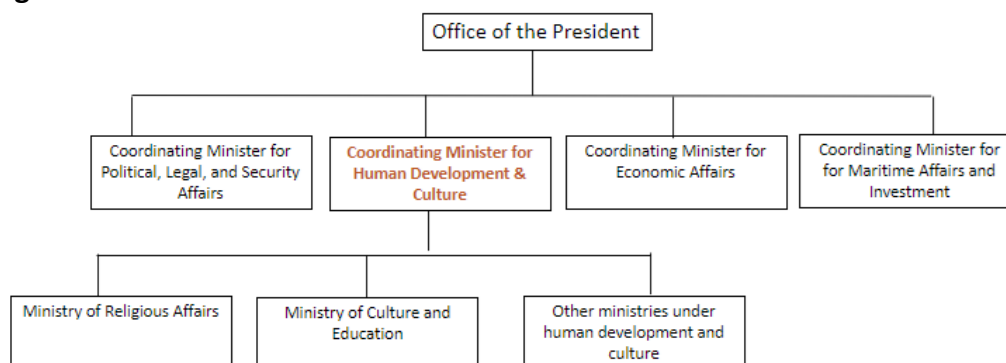 Office of the President
Coordinating Minister for
Political, Legal, and Security
Affairs
Coordinating Minister for
Human Development &
Culture
Coordinating Minister for
Economic Affairs
Coordinating Minister for
for Maritime Affairs and
Investment
Ministry of Religious Affairs
Ministry of Culture and
Education
Other ministries under
human development and
culture